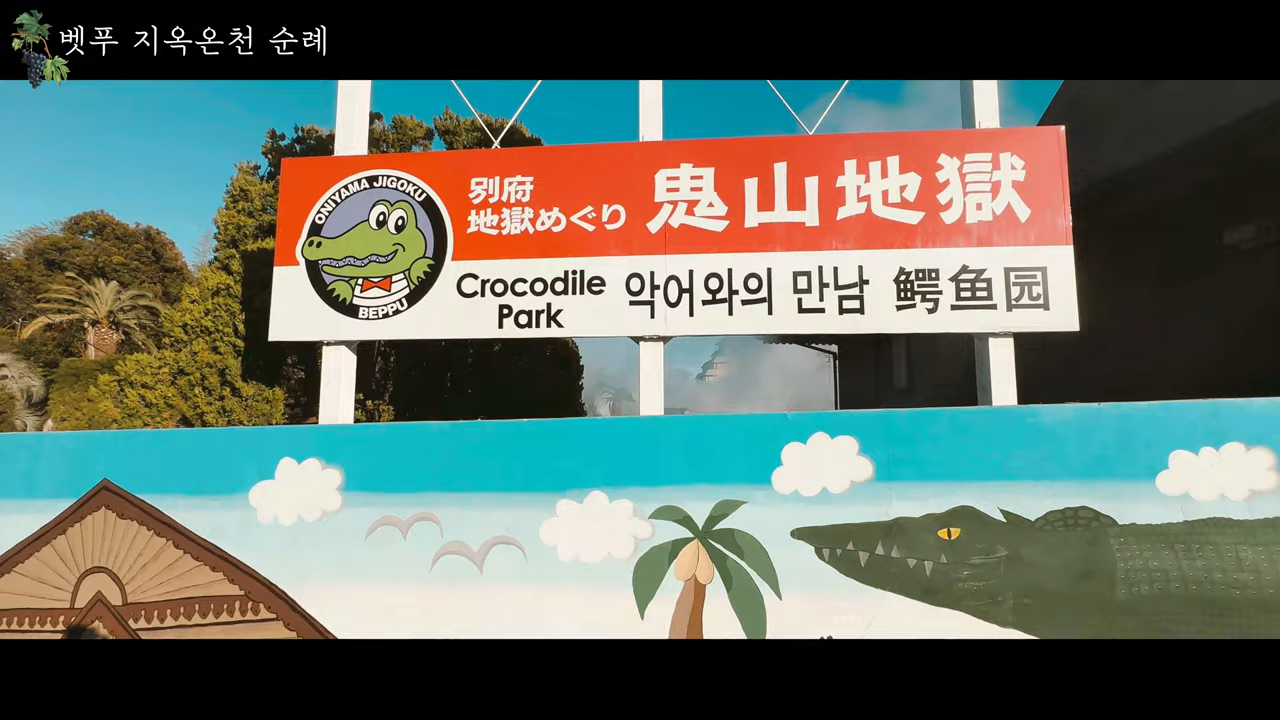 벳푸 지옥온천 순례
ONIYAMA JIGOKU
BEPPU
別府
地獄めぐり
鬼山地獄
Crocodile
Park
악어와의 만남
鳄鱼园